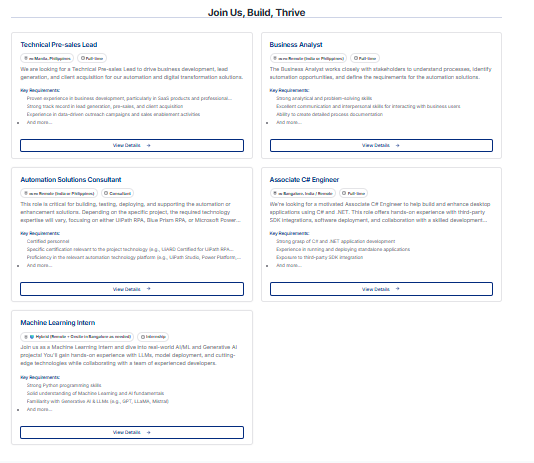 Join Us, Build, Thrive
Technical Pre-sales Lead
Manila, Philippines
Full-time
We are looking for a Technical Pre-sales Lead to drive business development, lead
generation, and client acquisition for our automation and digital transformation solutions.
Key Requirements:
Proven experience in business development, particularly in SaaS products and professional...
Strong track record in lead generation, pre-sales, and client acquisition
Experience in data-driven outreach campaigns and sales enablement activities
And more...
View Details →
Business Analyst
Remote (India or Philippines)
Full-time
The Business Analyst works closely with stakeholders to understand processes, identify
automation opportunities, and define the requirements for the automation solutions.
Key Requirements:
Strong analytical and problem-solving skills
Excellent communication and interpersonal skills for interacting with business users
Ability to create detailed process documentation
And more...
View Details →
Automation Solutions Consultant
Remote (India or Philippines)
Consultant
This role is critical for building, testing, deploying, and supporting the automation or
enhancement solutions. Depending on the specific project, the required technology
expertise will vary, focusing on either UiPath RPA, Blue Prism RPA, or Microsoft Power...
Key Requirements:
Certified personnel
Specific certification relevant to the project technology (e.g., UiARD Certified for UiPath RPA...
Proficiency in the relevant automation technology platform (e.g., UiPath Studio, Power Platform,...
And more...
View Details →
Associate C# Engineer
Bangalore, India / Remote
Full-time
We're looking for a motivated Associate C# Engineer to help build and enhance desktop
applications using C# and .NET. This role offers hands-on experience with third-party
SDK integrations, software deployment, and collaboration with a skilled development...
Key Requirements:
Strong grasp of C# and .NET application development
Experience in running and deploying standalone applications
Exposure to third-party SDK integration
And more...
View Details →
Machine Learning Intern
Hybrid (Remote + Onsite in Bangalore as needed)
Internship
Join us as a Machine Learning Intern and dive into real-world AI/ML and Generative AI
projects! You'll gain hands-on experience with LLMs, model deployment, and cutting-
edge technologies while collaborating with a team of experienced developers.
Key Requirements:
Strong Python programming skills
Solid understanding of Machine Learning and AI fundamentals
Familiarity with Generative AI & LLMs (e.g., GPT, LLaMA, Mistral)
And more...
View Details →